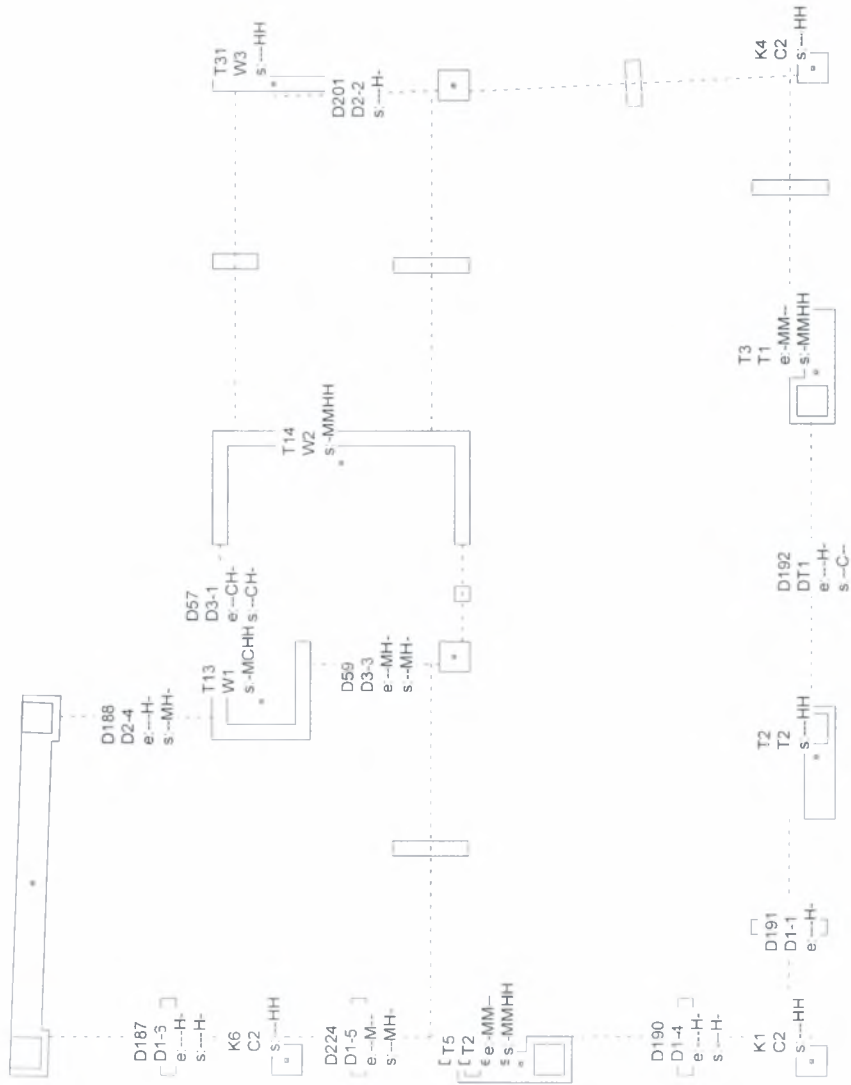 T31
W3
s:---HH
D201
D2-2
s:---H-
K4
C2
s:---HH
T14
W2
s:-MMHH
T3
T1
e:-MM--
s:-MMHH
D57
D3-1
e:--CH-
s:--CH-
T13
W1
s:-MCHH
D59
D3-3
e:--MH-
s:--MH-
D192
DT1
e:---H-
s:--C--
D188
D2-4
e:---H-
s:--MH-
T2
T2
s:---HH
D191
D1-1
e:---H-
D187
D1-3
e:---H-
s:---H-
K6
C2
s:---HH
D224
D1-5
e:--M--
s:--MH-
T5
T2
e:-MM--
s:-MMHH
D190
D1-4
e:---H-
s:---H-
K1
C2
s:---HH